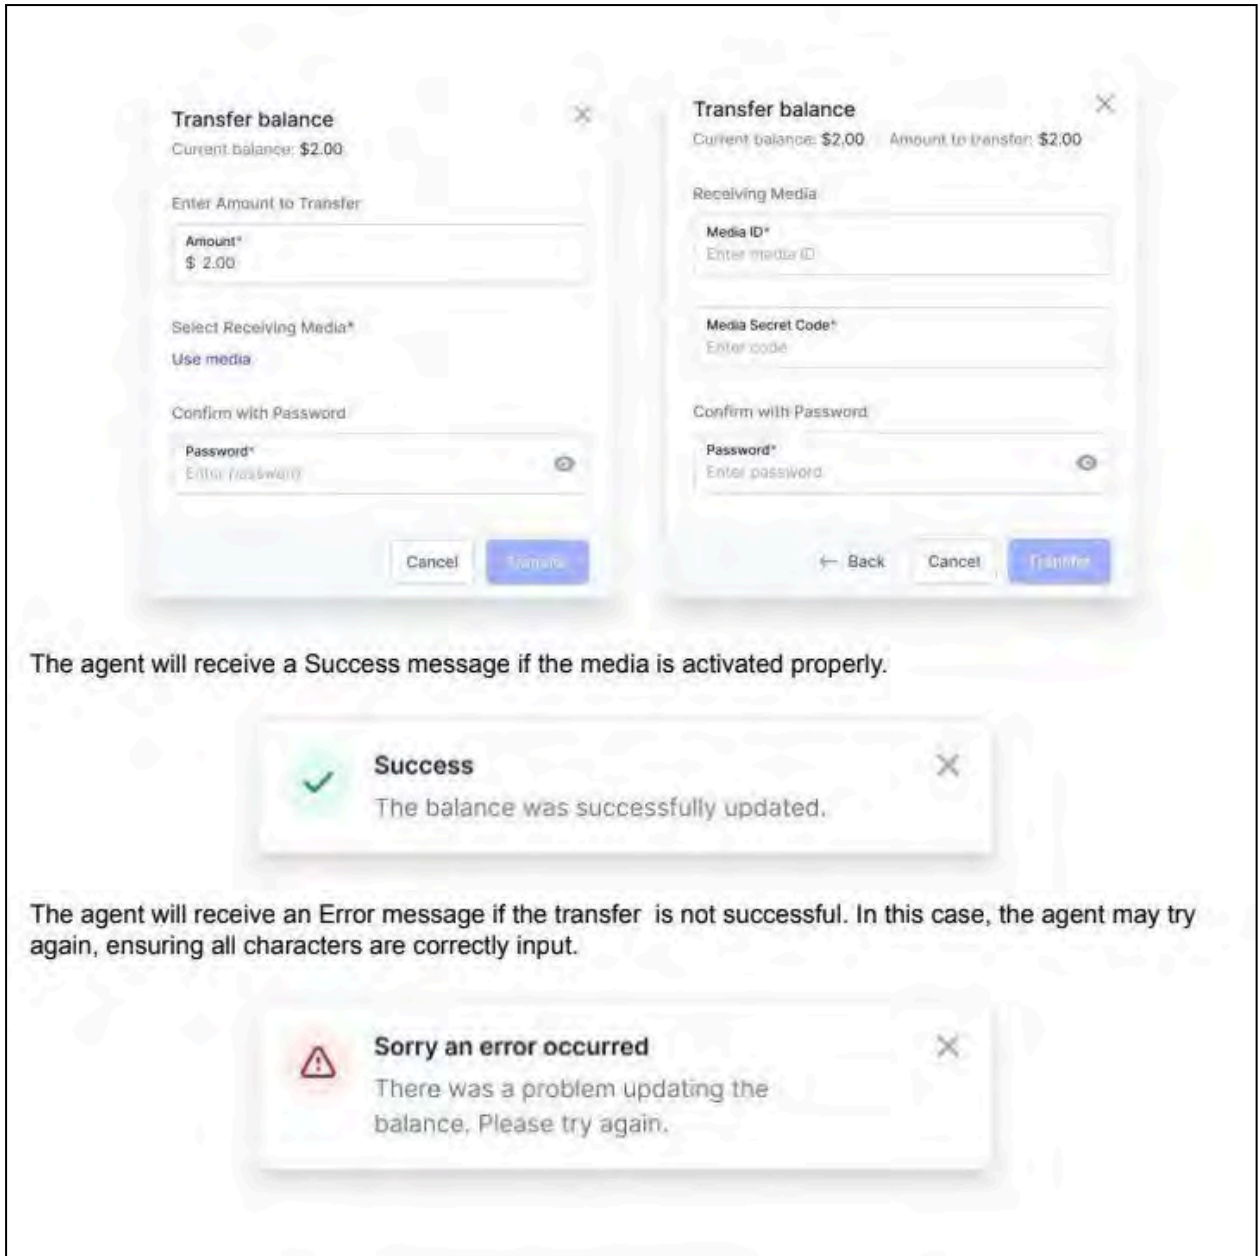 Transfer balance
Current balance: $2.00
Enter Amount to Transfer
Amount*
$ 2.00
Select Receiving Media*
Use media
Confirm with Password
Password*
Enter password
Cancel
Transfer
Transfer balance
Current balance: $2.00 Amount to transfer: $2.00
Receiving Media
Media ID*
Enter media ID
Media Secret Code*
Enter code
Confirm with Password
Password*
Enter password
← Back Cancel Transfer
The agent will receive a Success message if the media is activated properly.
Success
The balance was successfully updated.
The agent will receive an Error message if the transfer is not successful. In this case, the agent may try
again, ensuring all characters are correctly input.
Sorry an error occurred
There was a problem updating the
balance. Please try again.